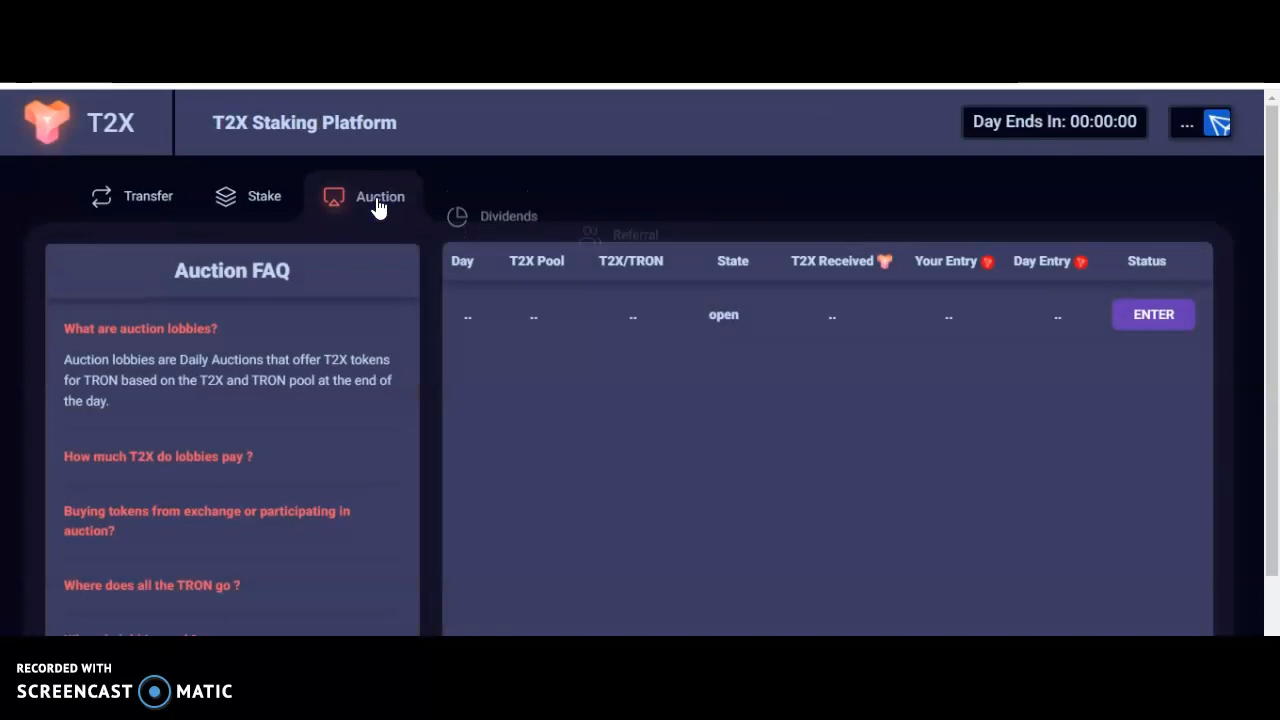 T2X
T2X Staking Platform
Day Ends In: 00:00:00
...
Transfer
Stake
Auction
Dividends
Referral
Auction FAQ
What are auction lobbies?
Auction lobbies are Daily Auctions that offer T2X tokens
for TRON based on the T2X and TRON pool at the end of
the day.
How much T2X do lobbies pay ?
Buying tokens from exchange or participating in
auction?
Where does all the TRON go ?
Day T2X Pool T2X/TRON State T2X Received Your Entry Day Entry Status
.. .. .. open .. .. .. ENTER
RECORDED WITH
SCREENCAST MATIC